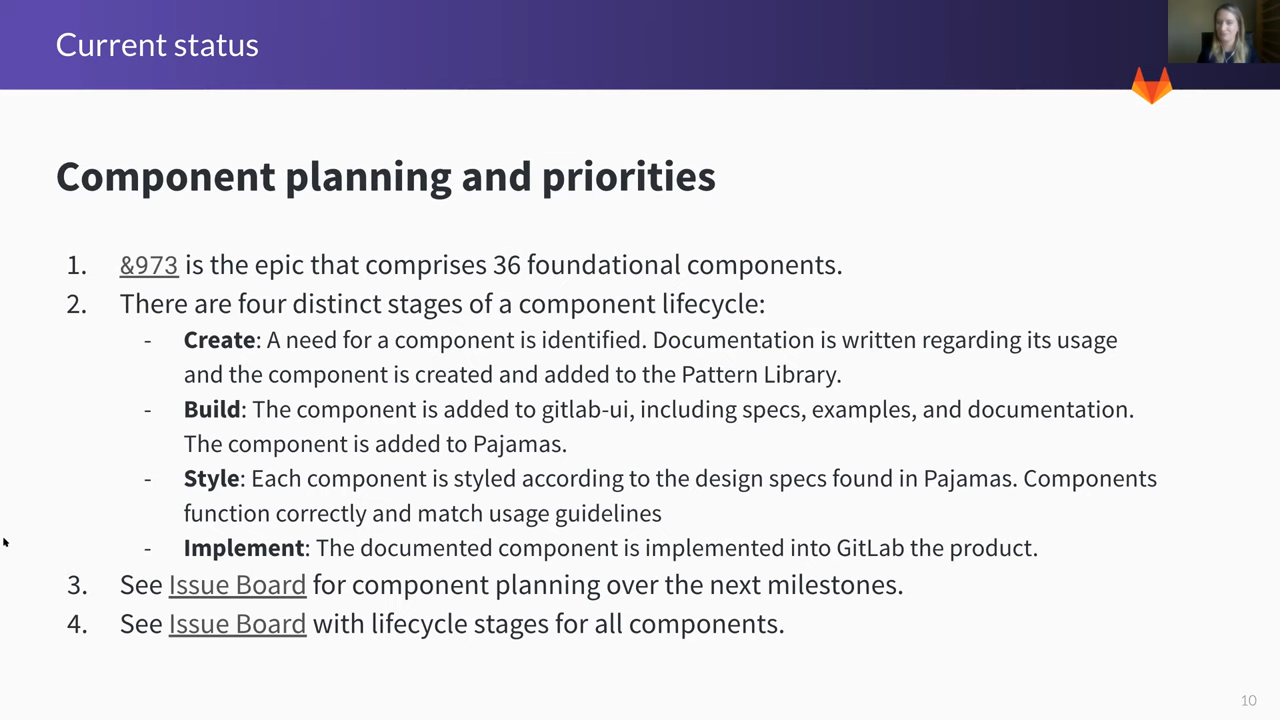 Current status
Component planning and priorities
1. &973 is the epic that comprises 36 foundational components.
2. There are four distinct stages of a component lifecycle:
- Create: A need for a component is identified. Documentation is written regarding its usage
and the component is created and added to the Pattern Library.
- Build: The component is added to gitlab-ui, including specs, examples, and documentation.
The component is added to Pajamas.
- Style: Each component is styled according to the design specs found in Pajamas. Components
function correctly and match usage guidelines
- Implement: The documented component is implemented into GitLab the product.
3. See Issue Board for component planning over the next milestones.
4. See Issue Board with lifecycle stages for all components.
10